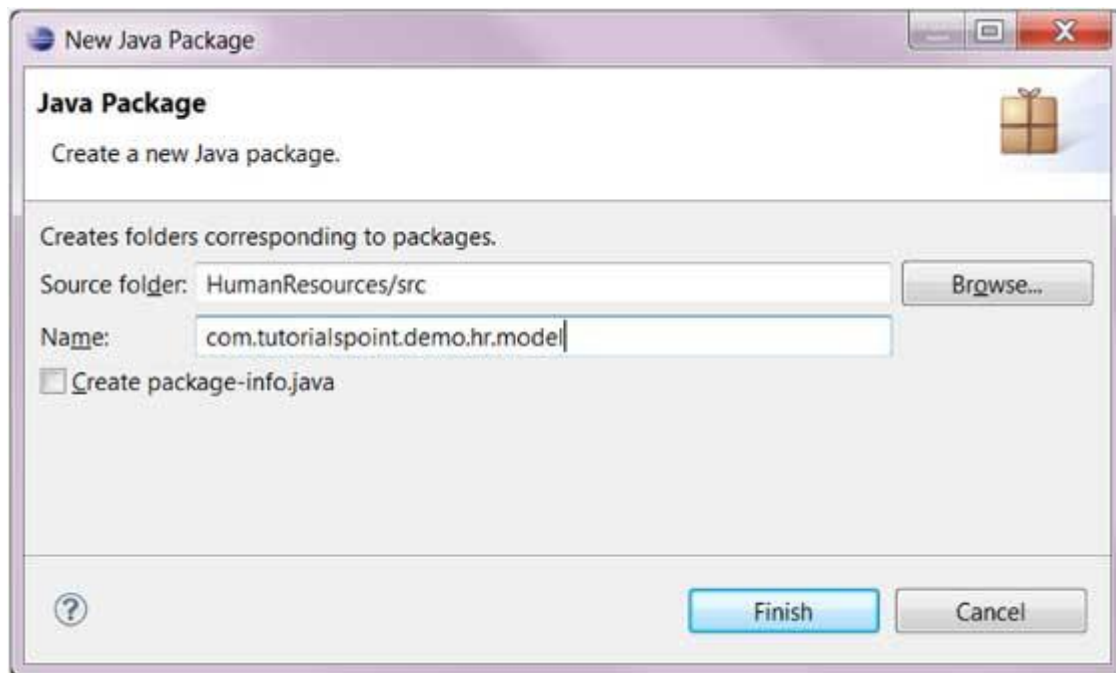 New Java Package
Java Package
Create a new Java package.
Creates folders corresponding to packages.
Source folder: HumanResources/src Browse...
Name: com.tutorialspoint.demo.hr.model
Create package-info.java
? Finish Cancel